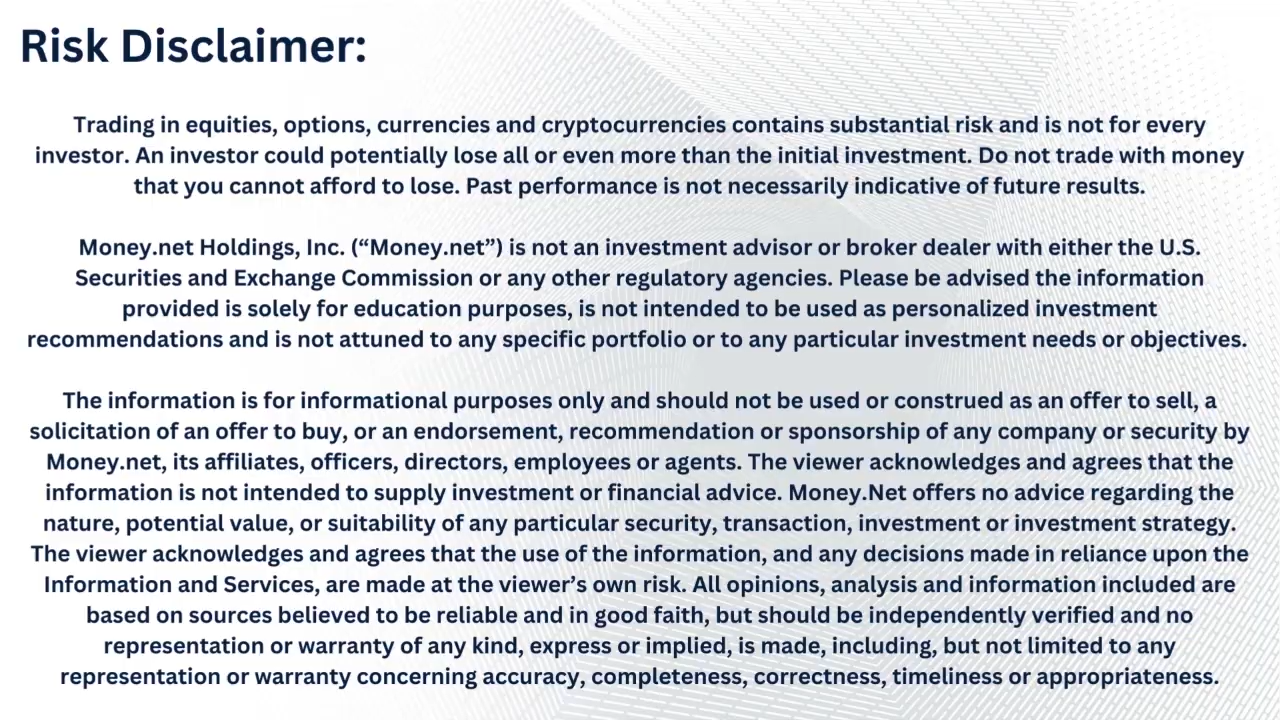 Risk Disclaimer:
Trading in equities, options, currencies and cryptocurrencies contains substantial risk and is not for every
investor. An investor could potentially lose all or even more than the initial investment. Do not trade with money
that you cannot afford to lose. Past performance is not necessarily indicative of future results.
Money.net Holdings, Inc. (“Money.net”) is not an investment advisor or broker dealer with either the U.S.
Securities and Exchange Commission or any other regulatory agencies. Please be advised the information
provided is solely for education purposes, is not intended to be used as personalized investment
recommendations and is not attuned to any specific portfolio or to any particular investment needs or objectives.
The information is for informational purposes only and should not be used or construed as an offer to sell, a
solicitation of an offer to buy, or an endorsement, recommendation or sponsorship of any company or security by
Money.net, its affiliates, officers, directors, employees or agents. The viewer acknowledges and agrees that the
information is not intended to supply investment or financial advice. Money.Net offers no advice regarding the
nature, potential value, or suitability of any particular security, transaction, investment or investment strategy.
The viewer acknowledges and agrees that the use of the information, and any decisions made in reliance upon the
Information and Services, are made at the viewer’s own risk. All opinions, analysis and information included are
based on sources believed to be reliable and in good faith, but should be independently verified and no
representation or warranty of any kind, express or implied, is made, including, but not limited to any
representation or warranty concerning accuracy, completeness, correctness, timeliness or appropriateness.